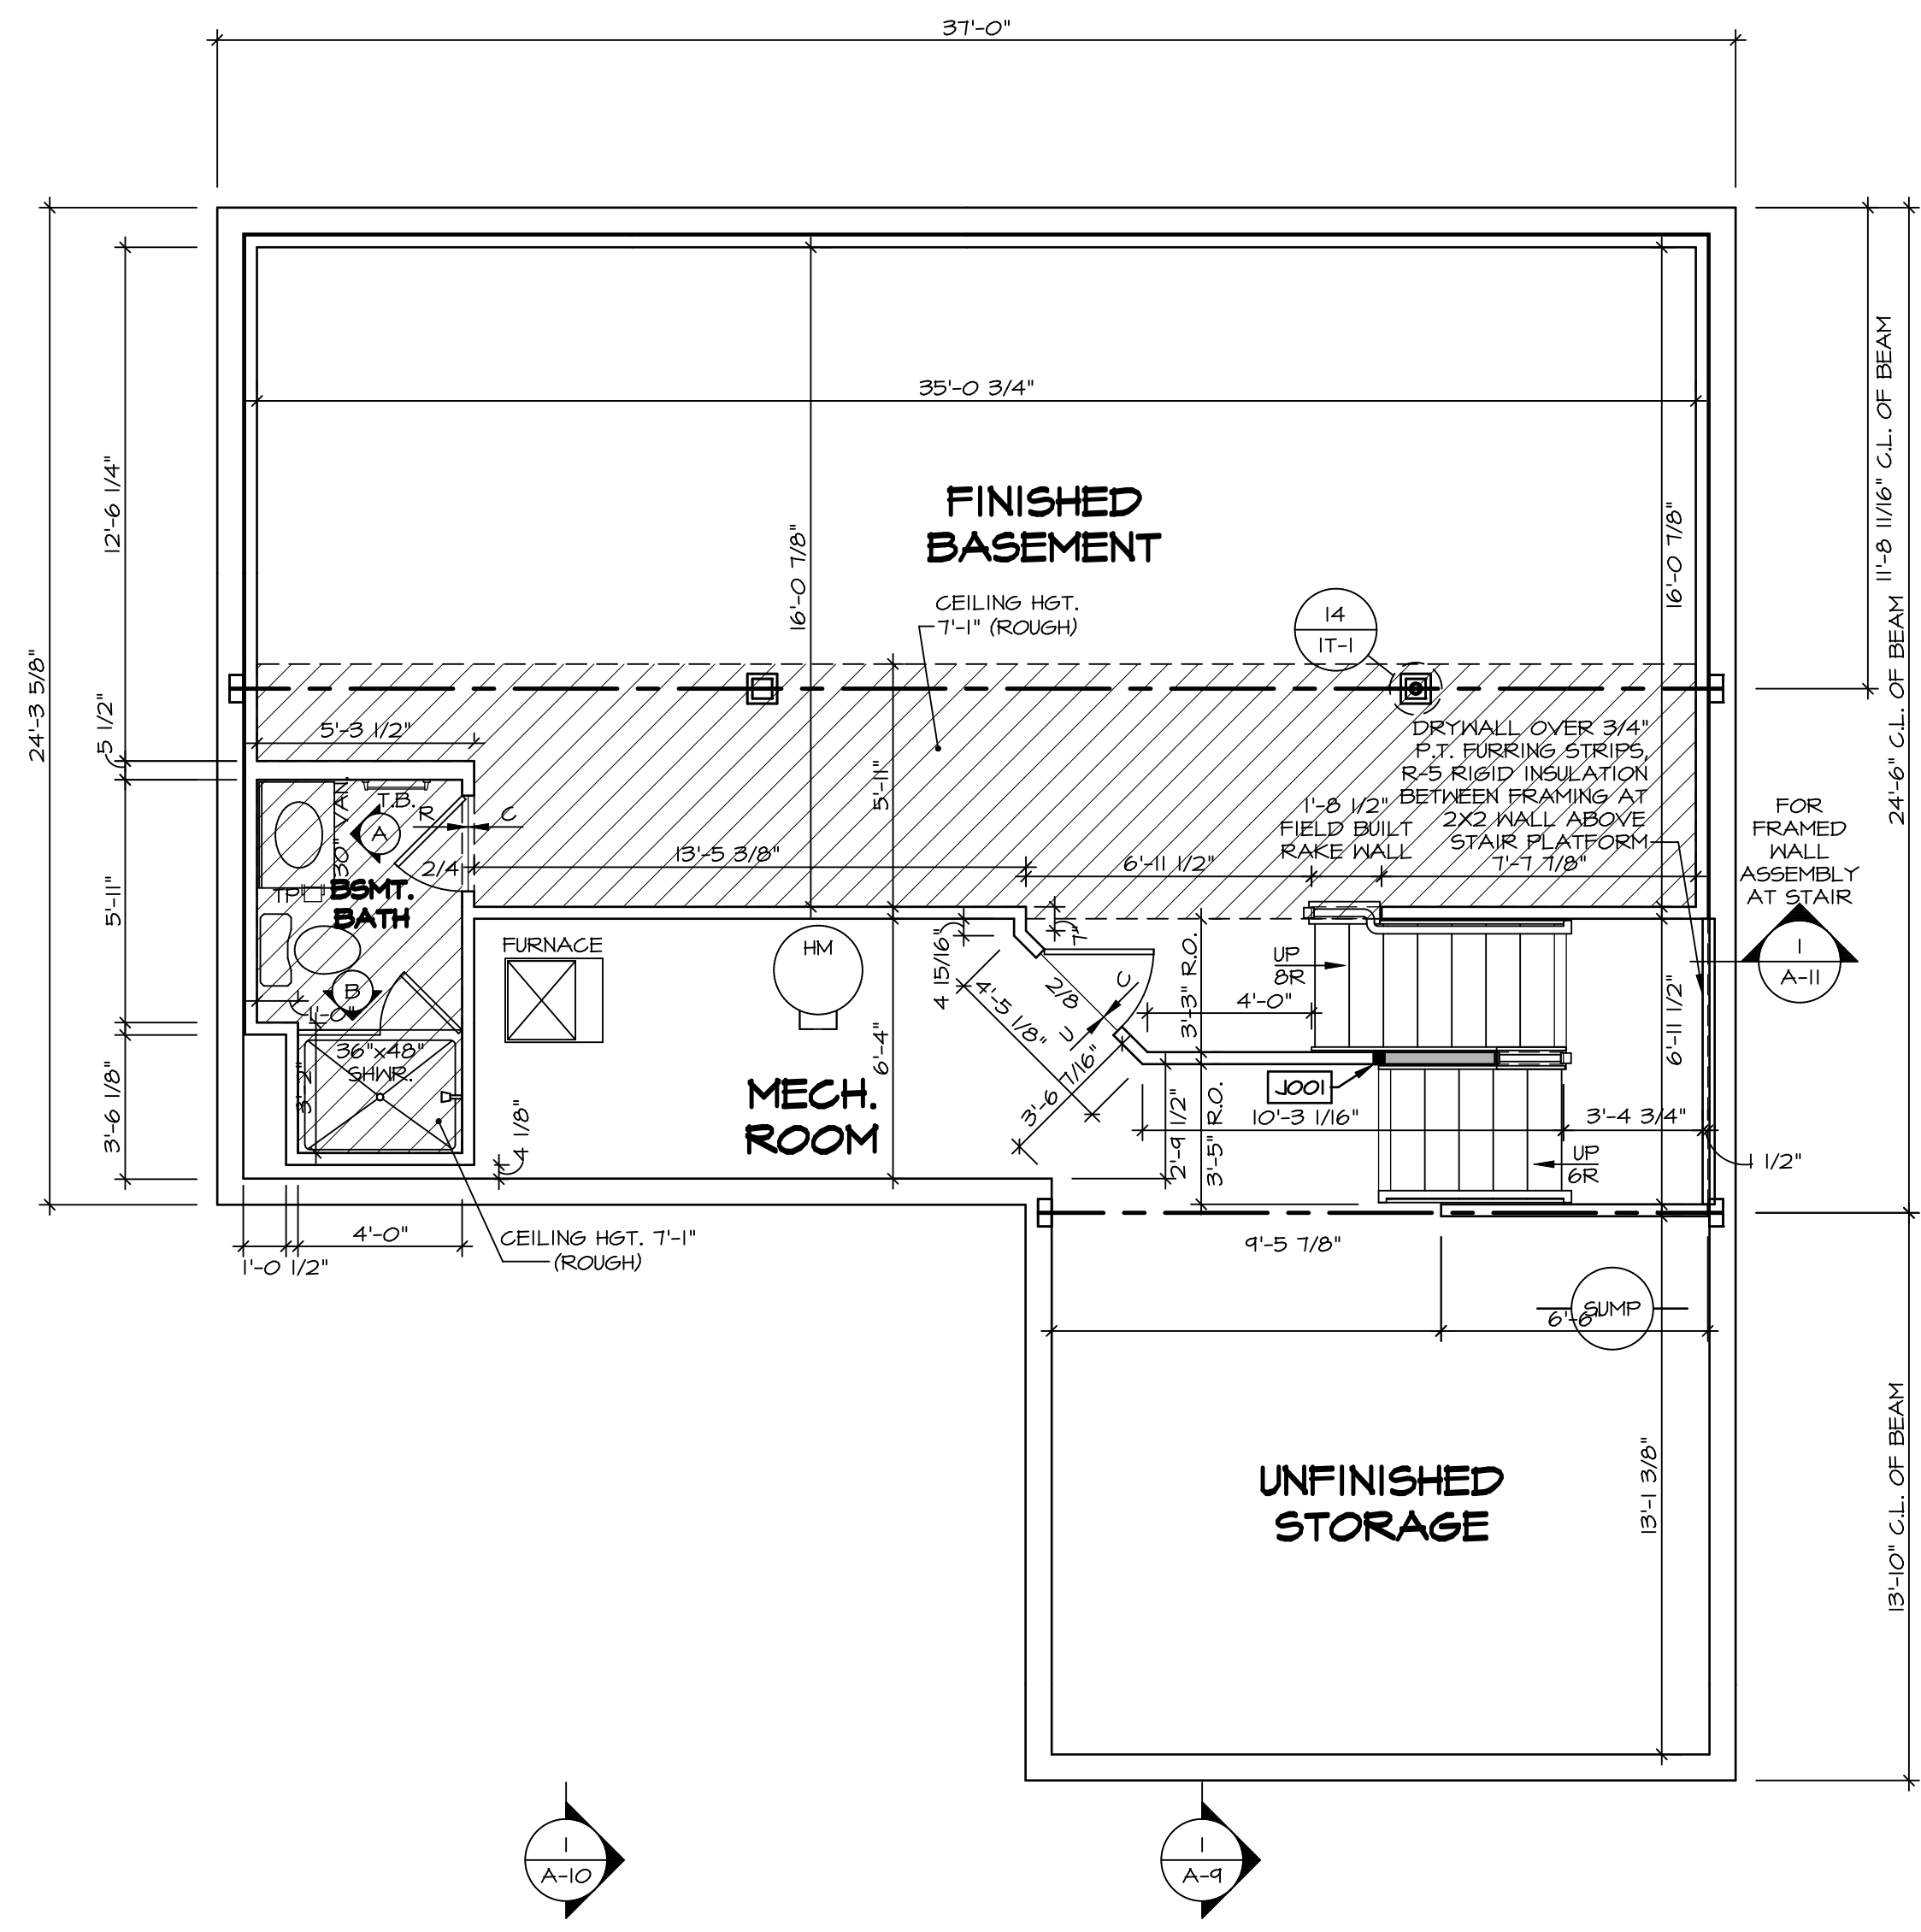 37'-0"
24'-3 5/8"
12'-6 1/4"
5 1/2"
5'-11"
3'-6 1/8"
35'-0 3/4"
16'-0 7/8"
16'-0 7/8"
FINISHED
BASEMENT
CEILING HGT.
7'-1" (ROUGH)
14
1T-1
11'-8 11/16" C.L. OF BEAM
24'-6" C.L. OF BEAM
13'-10" C.L. OF BEAM
5'-3 1/2"
5'-11"
DRYWALL OVER 3/4"
P.T. FURRING STRIPS,
R-5 RIGID INSULATION
BETWEEN FRAMING AT
2X2 WALL ABOVE
STAIR PLATFORM
1'-8 1/2"
FIELD BUILT
RAKE WALL
FOR
FRAMED
WALL
ASSEMBLY
AT STAIR
1
A-11
30" VAN.
T.B.
R
C
A
2/4
TP
BSMT.
BATH
B
1'-0"
36"x48"
SHWR.
3'-2"
13'-5 3/8"
6'-11 1/2"
7'-7 7/8"
FURNACE
HM
MECH.
ROOM
6'-4"
4 1/8"
4 15/16"
7"
4'-5 1/8"
2/8
C
U
3'-6 7/16"
3'-3" R.O.
3'-5" R.O.
2'-9 1/2"
4'-0"
UP
8R
J001
10'-3 1/16"
3'-4 3/4"
6'-11 1/2"
UP
6R
1 1/2"
4'-0"
1'-0 1/2"
CEILING HGT. 7'-1"
(ROUGH)
9'-5 7/8"
6'-6"
SUMP
UNFINISHED
STORAGE
13'-1 3/8"
1
A-10
1
A-9